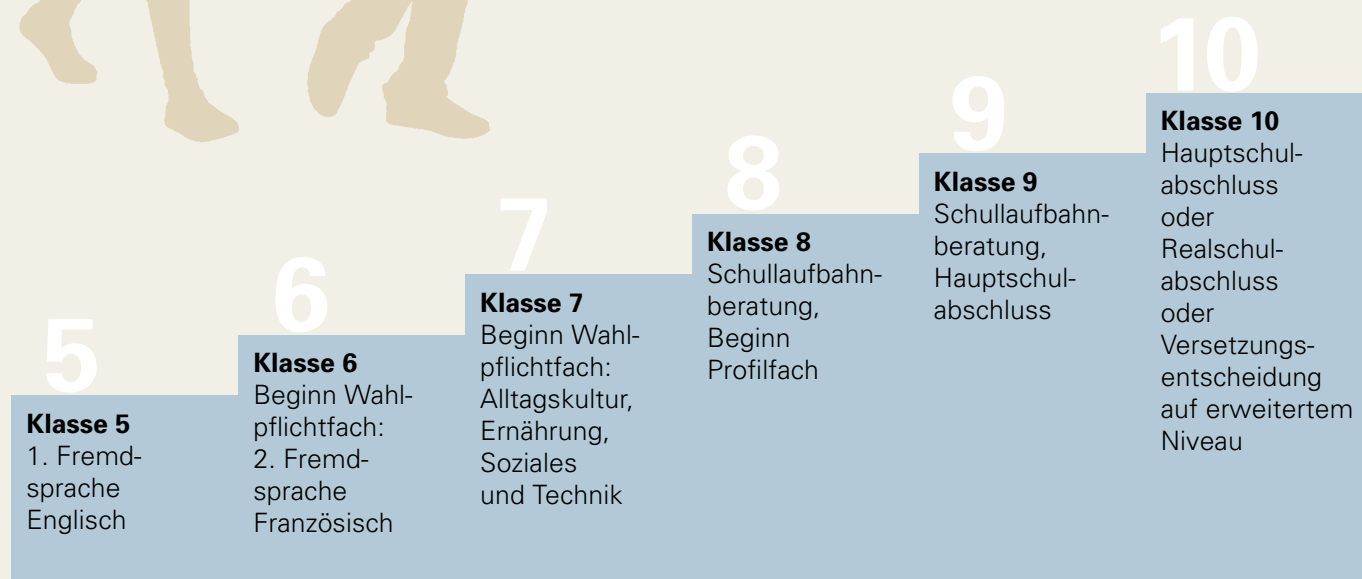 5
Klasse 5
1. Fremd-
sprache
Englisch
6
Klasse 6
Beginn Wahl-
pflichtfach:
2. Fremd-
sprache
Französisch
7
Klasse 7
Beginn Wahl-
pflichtfach:
Alltagskultur,
Ernährung,
Soziales
und Technik
8
Klasse 8
Schullaufbahn-
beratung,
Beginn
Profilfach
9
Klasse 9
Schullaufbahn-
beratung,
Hauptschul-
abschluss
10
Klasse 10
Hauptschul-
abschluss
oder
Realschul-
abschluss
oder
Versetzungs-
entscheidung
auf erweitertem
Niveau